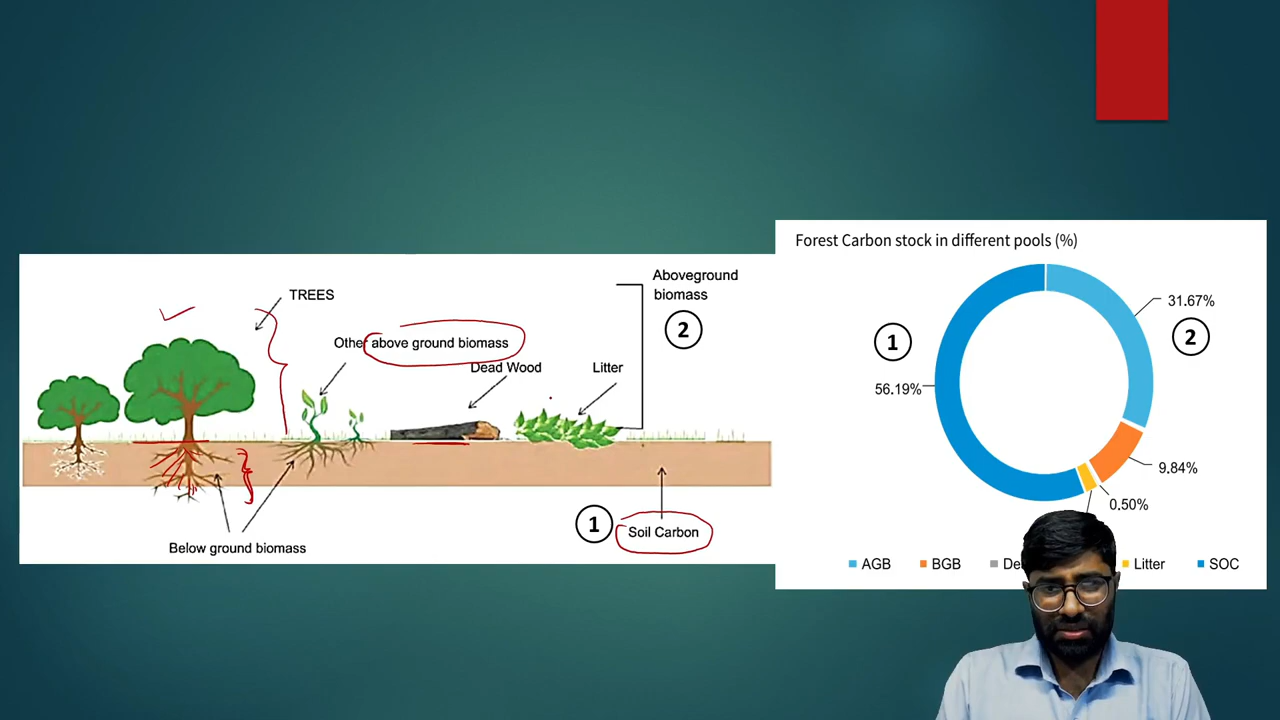 TREES
Other above ground biomass
Dead Wood
Litter
Aboveground
biomass
2
Below ground biomass
1
Soil Carbon
Forest Carbon stock in different pools (%)
31.67%
1
2
56.19%
9.84%
0.50%
AGB
BGB
Litter
SOC